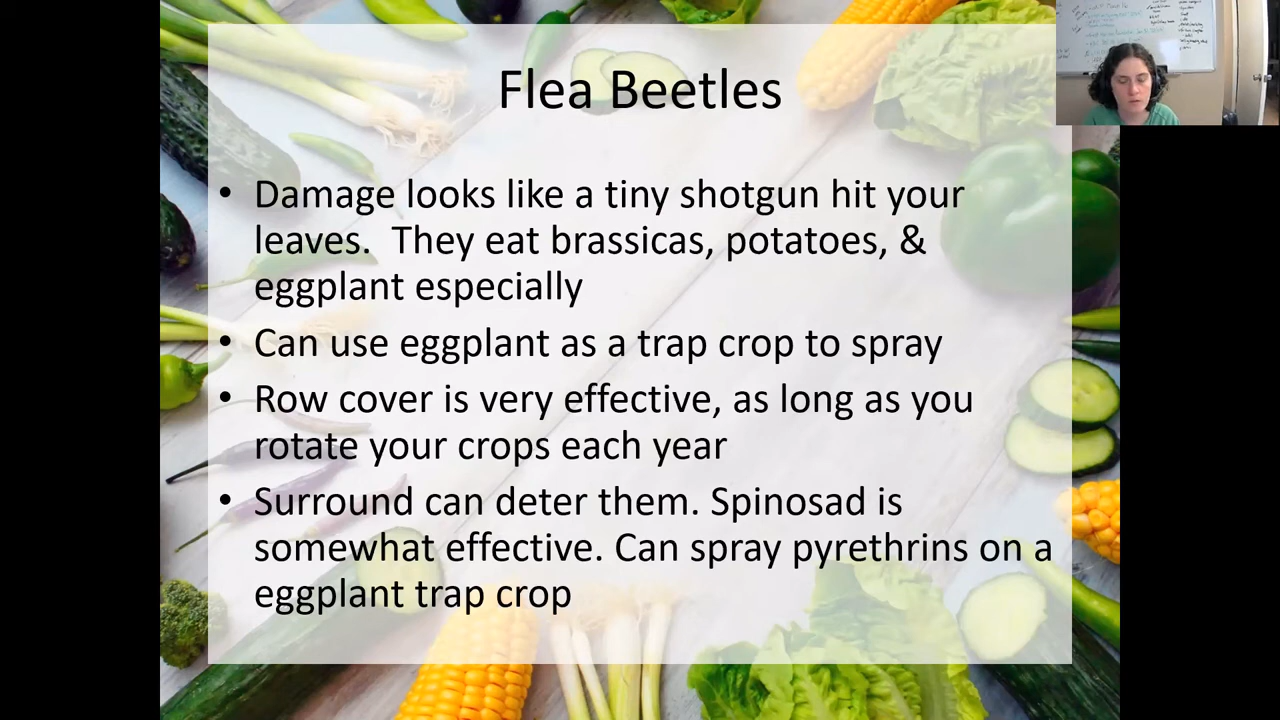 Flea Beetles
• Damage looks like a tiny shotgun hit your
leaves.  They eat brassicas, potatoes, &
eggplant especially
• Can use eggplant as a trap crop to spray
• Row cover is very effective, as long as you
rotate your crops each year
• Surround can deter them. Spinosad is
somewhat effective. Can spray pyrethrins on a
eggplant trap crop